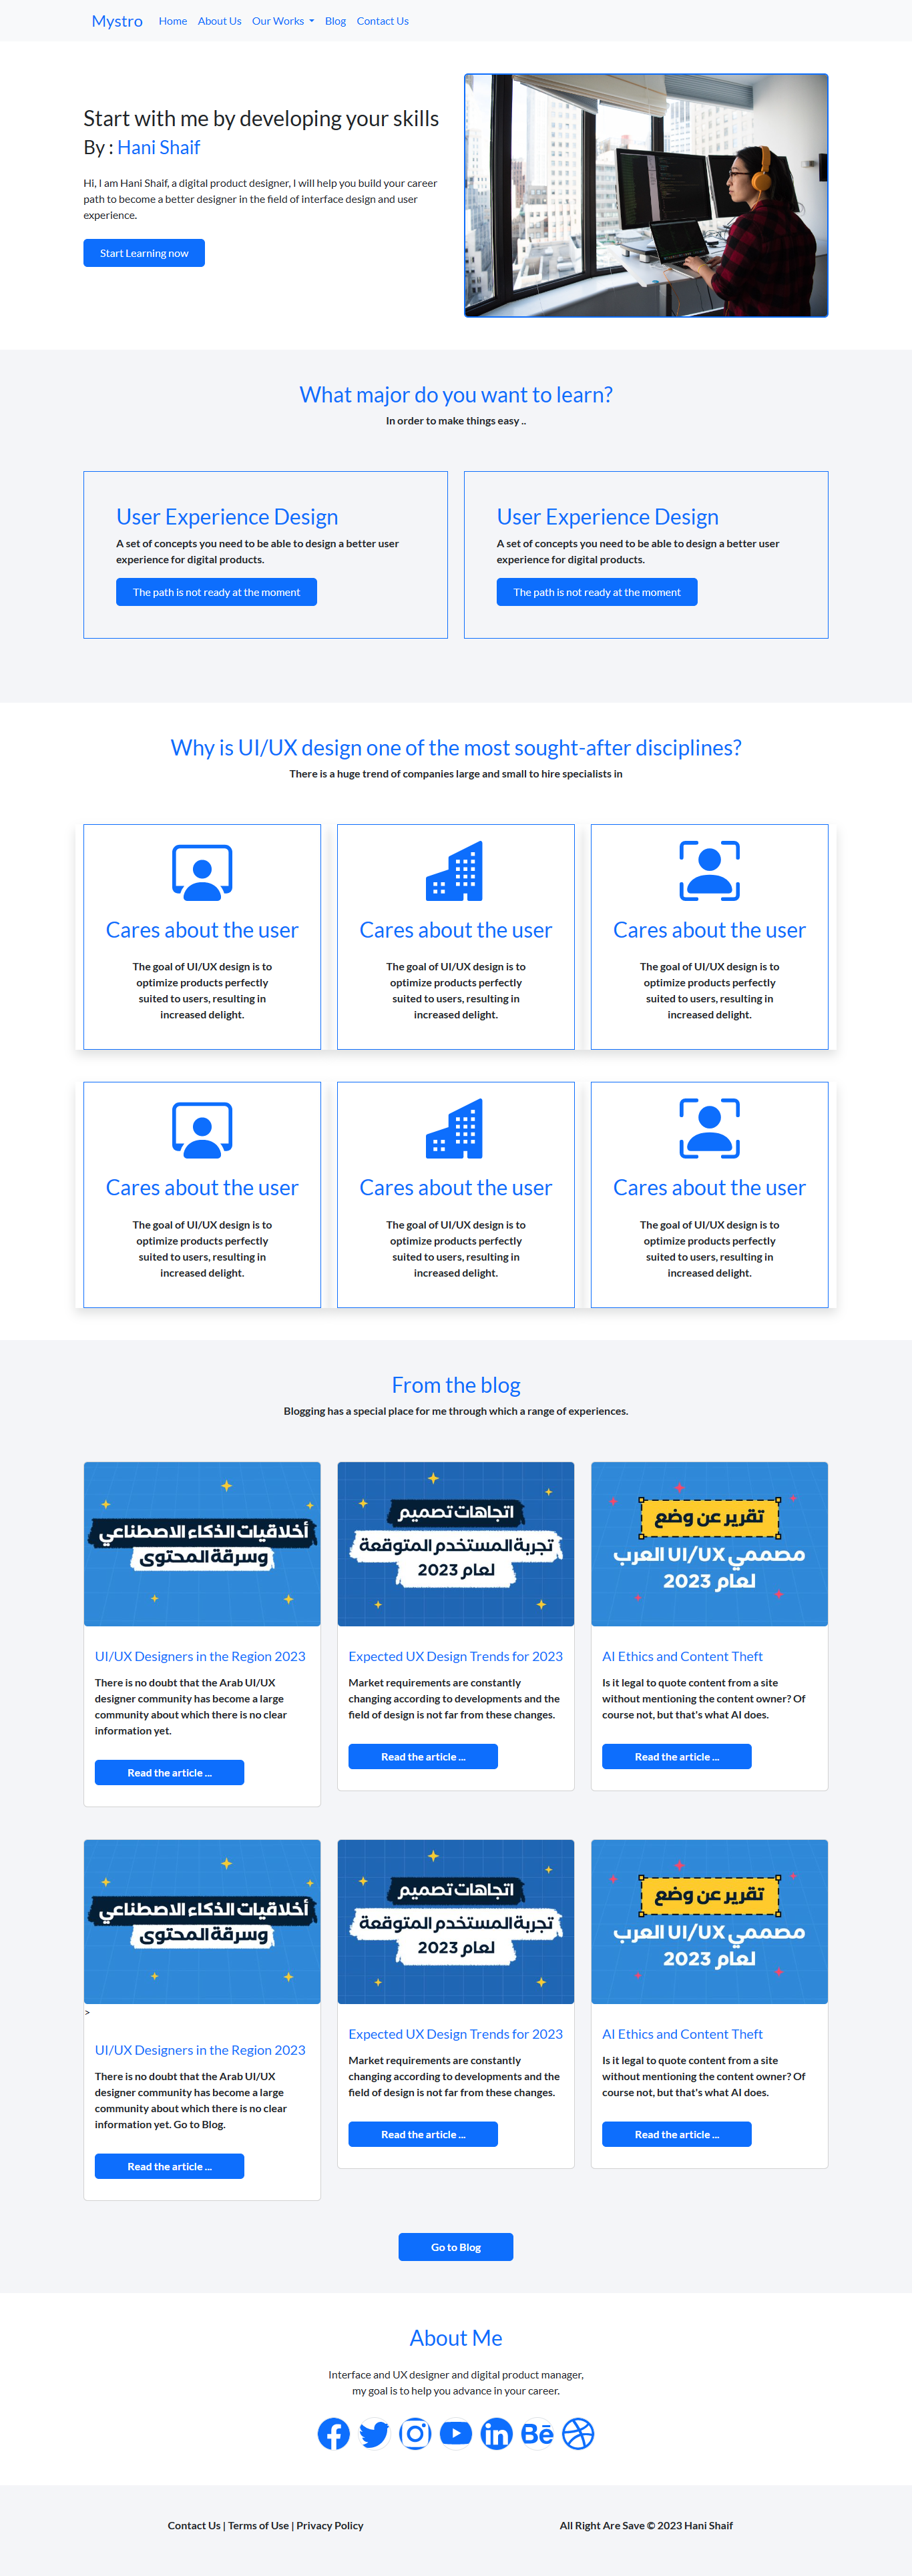 Mystro Home About Us Our Works Blog Contact Us
Start with me by developing your skills
By : Hani Shaif
Hi, I am Hani Shaif, a digital product designer, I will help you build your career
path to become a better designer in the field of interface design and user
experience.
Start Learning now
What major do you want to learn?
In order to make things easy ..
User Experience Design
A set of concepts you need to be able to design a better user
experience for digital products.
The path is not ready at the moment
User Experience Design
A set of concepts you need to be able to design a better user
experience for digital products.
The path is not ready at the moment
Why is UI/UX design one of the most sought-after disciplines?
There is a huge trend of companies large and small to hire specialists in
Cares about the user
The goal of UI/UX design is to
optimize products perfectly
suited to users, resulting in
increased delight.
Cares about the user
The goal of UI/UX design is to
optimize products perfectly
suited to users, resulting in
increased delight.
Cares about the user
The goal of UI/UX design is to
optimize products perfectly
suited to users, resulting in
increased delight.
Cares about the user
The goal of UI/UX design is to
optimize products perfectly
suited to users, resulting in
increased delight.
Cares about the user
The goal of UI/UX design is to
optimize products perfectly
suited to users, resulting in
increased delight.
Cares about the user
The goal of UI/UX design is to
optimize products perfectly
suited to users, resulting in
increased delight.
From the blog
Blogging has a special place for me through which a range of experiences.
أخلاقيات الذكاء الاصطناعي
وسرقة المحتوى
UI/UX Designers in the Region 2023
There is no doubt that the Arab UI/UX
designer community has become a large
community about which there is no clear
information yet.
Read the article ...
اتجاهات تصميم
تجربة المستخدم المتوقعة
لعام 2023
Expected UX Design Trends for 2023
Market requirements are constantly
changing according to developments and the
field of design is not far from these changes.
Read the article ...
تقرير عن وضع
مصممي UI/UX العرب
لعام 2023
AI Ethics and Content Theft
Is it legal to quote content from a site
without mentioning the content owner? Of
course not, but that's what AI does.
Read the article ...
أخلاقيات الذكاء الاصطناعي
وسرقة المحتوى
>
UI/UX Designers in the Region 2023
There is no doubt that the Arab UI/UX
designer community has become a large
community about which there is no clear
information yet. Go to Blog.
Read the article ...
اتجاهات تصميم
تجربة المستخدم المتوقعة
لعام 2023
Expected UX Design Trends for 2023
Market requirements are constantly
changing according to developments and the
field of design is not far from these changes.
Read the article ...
تقرير عن وضع
مصممي UI/UX العرب
لعام 2023
AI Ethics and Content Theft
Is it legal to quote content from a site
without mentioning the content owner? Of
course not, but that's what AI does.
Read the article ...
Go to Blog
About Me
Interface and UX designer and digital product manager,
my goal is to help you advance in your career.
Contact Us | Terms of Use | Privacy Policy
All Right Are Save © 2023 Hani Shaif